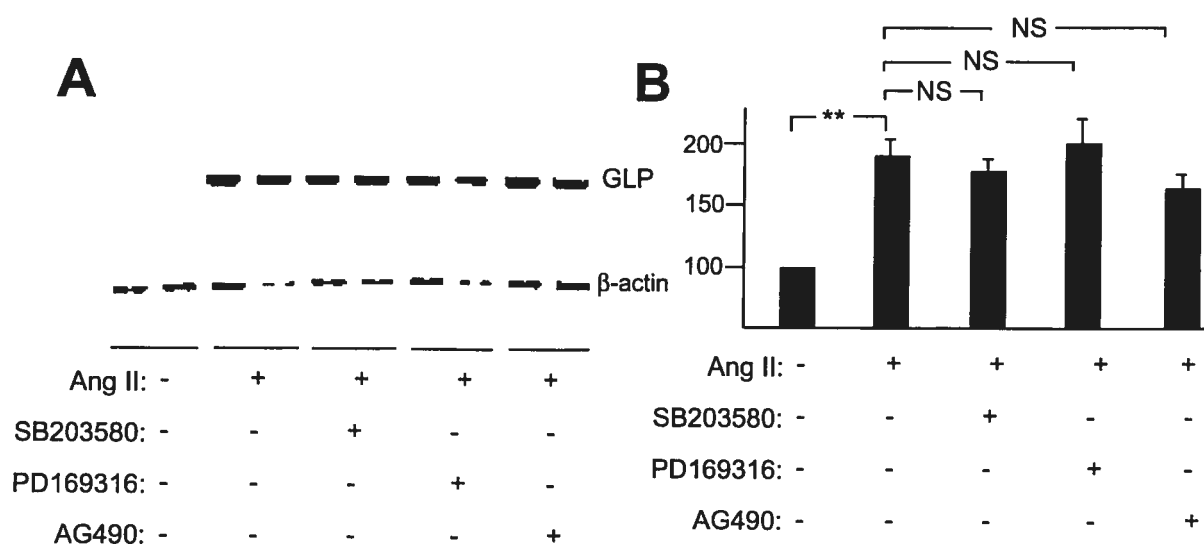 A
GLP
β-actin
Ang II: - + + + +
SB203580: - - + - -
PD169316: - - - + -
AG490: - - - - +
B
NS
NS
NS
**
200
150
100
Ang II: - + + + +
SB203580: - - + - -
PD169316: - - - + -
AG490: - - - - +